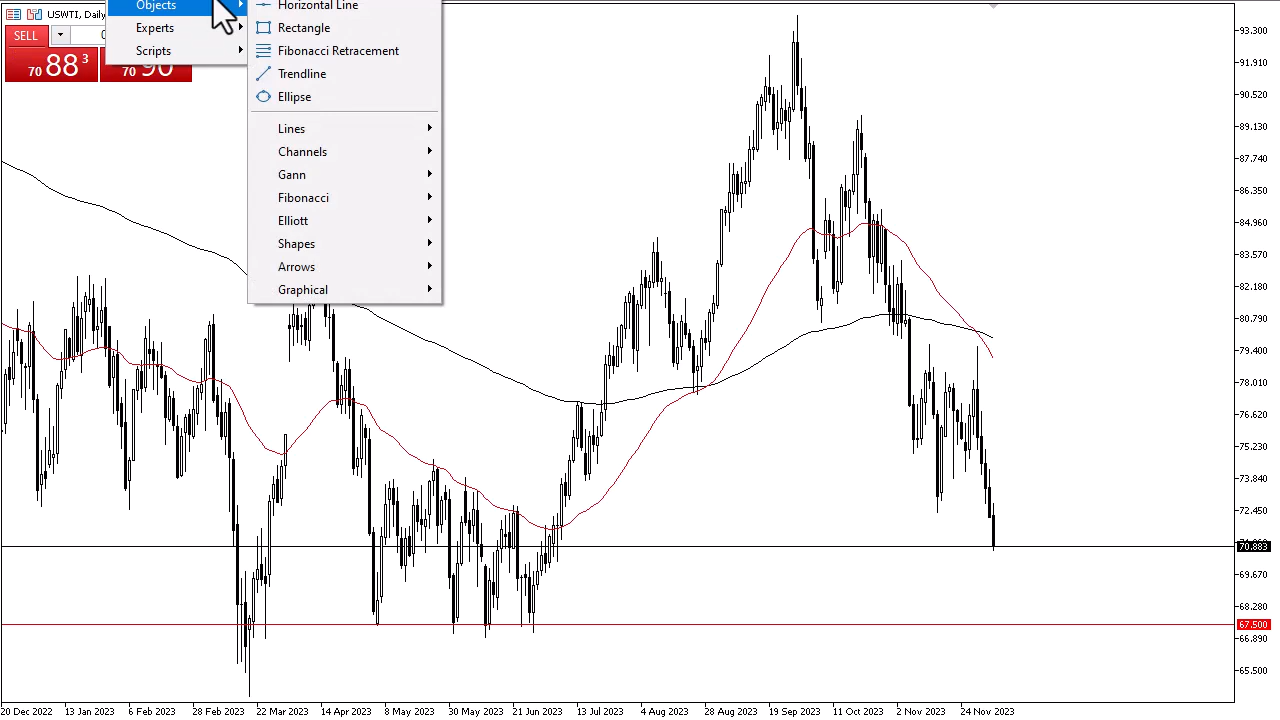 USWTI, Daily
SELL
70 88 3
70 90
Objects
Experts
Scripts
Horizontal Line
Rectangle
Fibonacci Retracement
Trendline
Ellipse
Lines
Channels
Gann
Fibonacci
Elliott
Shapes
Arrows
Graphical
93.300
91.910
90.520
89.130
87.740
86.350
84.960
83.570
82.180
80.790
79.400
78.010
76.620
75.230
73.840
72.450
70.883
69.670
68.280
67.500
66.890
65.500
20 Dec 2022
13 Jan 2023
6 Feb 2023
28 Feb 2023
22 Mar 2023
14 Apr 2023
8 May 2023
30 May 2023
21 Jun 2023
13 Jul 2023
4 Aug 2023
28 Aug 2023
19 Sep 2023
11 Oct 2023
2 Nov 2023
24 Nov 2023